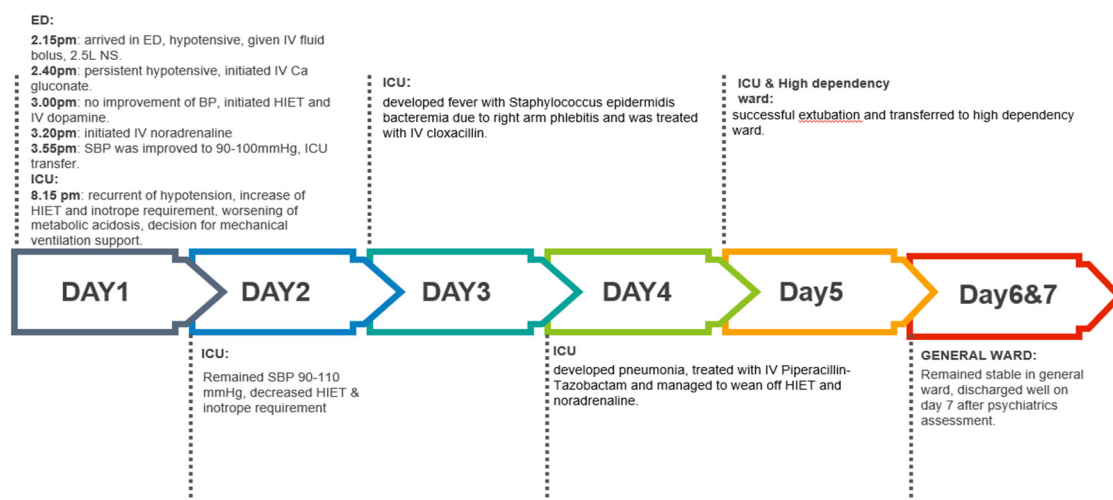 ED:
2.15pm: arrived in ED, hypotensive, given IV fluid
bolus, 2.5L NS.
2.40pm: persistent hypotensive, initiated IV Ca
gluconate.
3.00pm: no improvement of BP, initiated HIET and
IV dopamine.
3.20pm: initiated IV noradrenaline
3.55pm: SBP was improved to 90-100mmHg, ICU
transfer.
ICU:
8.15 pm: recurrent of hypotension, increase of
HIET and inotrope requirement, worsening of
metabolic acidosis, decision for mechanical
ventilation support.
ICU:
developed fever with Staphylococcus epidermidis
bacteremia due to right arm phlebitis and was treated
with IV cloxacillin.
ICU & High dependency
ward:
successful extubation and transferred to high dependency
ward.
DAY1
DAY2
DAY3
DAY4
Day5
Day6&7
ICU:
Remained SBP 90-110
mmHg, decreased HIET &
inotrope requirement
ICU
developed pneumonia, treated with IV Piperacillin-
Tazobactam and managed to wean off HIET and
noradrenaline.
GENERAL WARD:
Remained stable in general
ward, discharged well on
day 7 after psychiatrics
assessment.